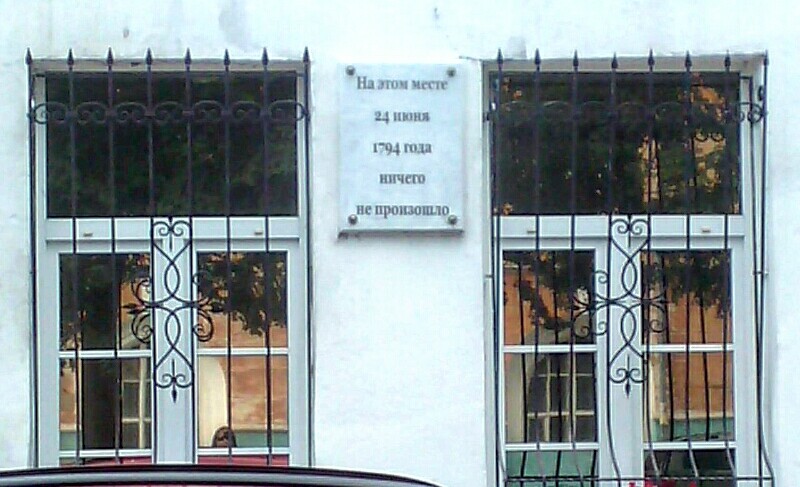 На этом месте
24 июня
1794 года
ничего
не произошло